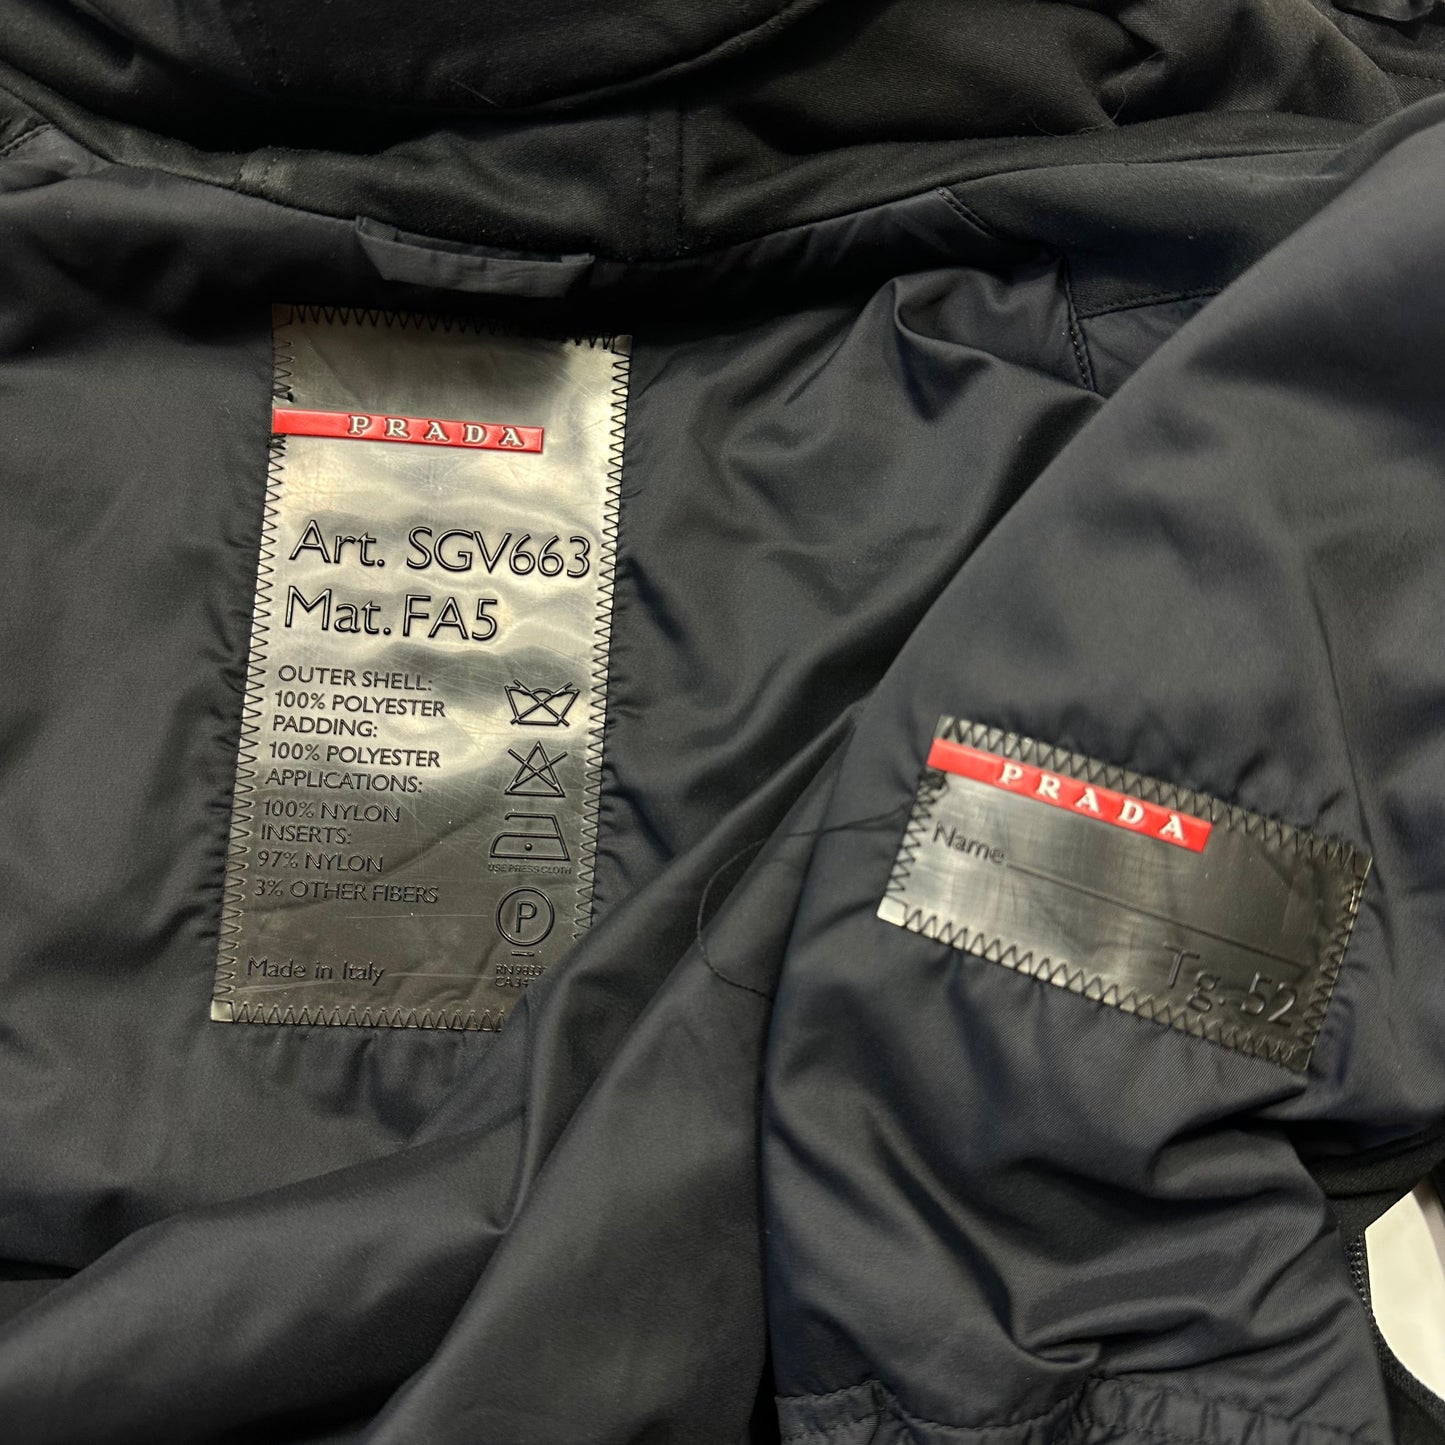 PRADA
Art. SGV663
Mat. FA5
OUTER SHELL:
100% POLYESTER
PADDING:
100% POLYESTER
APPLICATIONS:
100% NYLON
INSERTS:
97% NYLON
3% OTHER FIBERS
USE PRESS CLOTH
P
Made in Italy
RN
PRADA
Name
Tg. 52